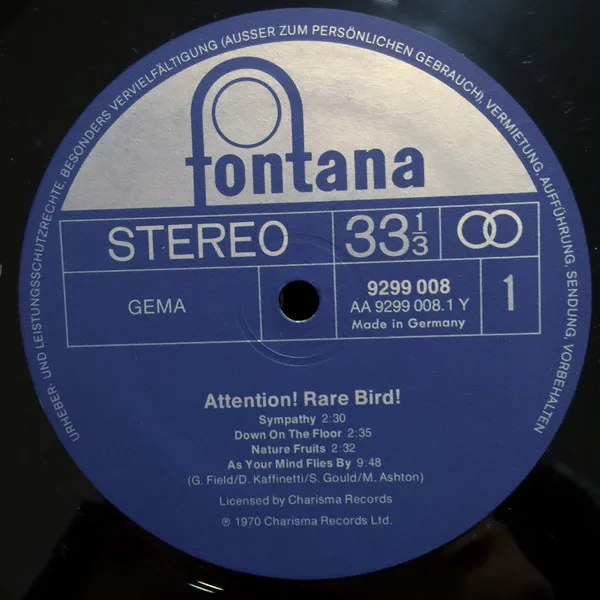 URHEBER- UND LEISTUNGSSCHUTZRECHTE, BESONDERS VERVIELFÄLTIGUNG (AUSSER ZUM PERSÖNLICHEN GEBRAUCH), VERMIETUNG, AUFFÜHRUNG, SENDUNG, VORBEHALTEN
fontana
STEREO
33 1/3
GEMA
9299 008
AA 9299 008.1 Y
Made in Germany
1
Attention! Rare Bird!
Sympathy 2:30
Down On The Floor 2:35
Nature Fruits 2:32
As Your Mind Flies By 9:48
(G. Field/D. Kaffinetti/S. Gould/M. Ashton)
Licensed by Charisma Records
℗ 1970 Charisma Records Ltd.